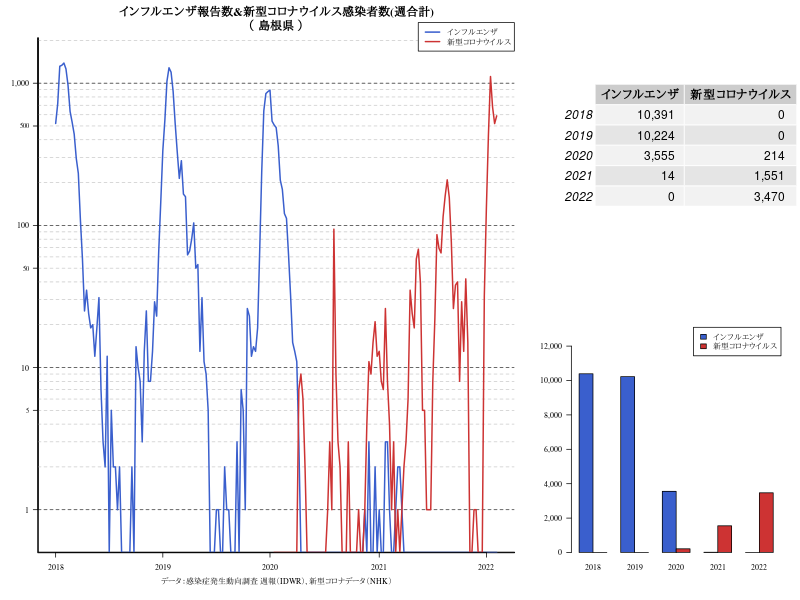 インフルエンザ報告数&新型コロナウイルス感染者数(週合計)
( 島根県 )
インフルエンザ
新型コロナウイルス
1,000
500
100
50
10
5
1
2018 2019 2020 2021 2022
データ：感染症発生動向調査 週報(IDWR)、新型コロナデータ(NHK)
インフルエンザ 新型コロナウイルス
2018 10,391 0
2019 10,224 0
2020 3,555 214
2021 14 1,551
2022 0 3,470
インフルエンザ
新型コロナウイルス
12,000
10,000
8,000
6,000
4,000
2,000
0
2018 2019 2020 2021 2022